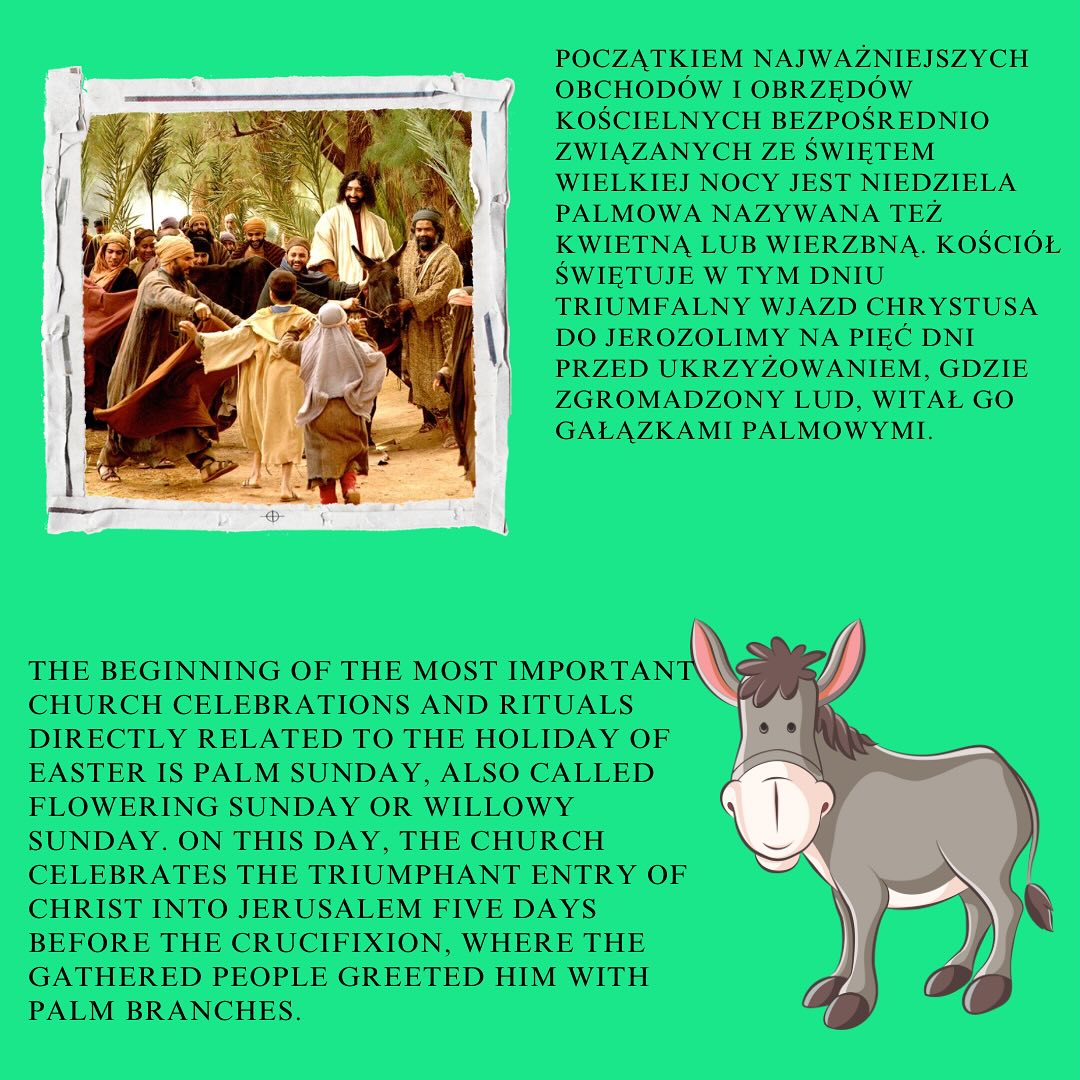 POCZĄTKIEM NAJWAŻNIEJSZYCH
OBCHODÓW I OBRZĘDÓW
KOŚCIELNYCH BEZPOŚREDNIO
ZWIĄZANYCH ZE ŚWIĘTEM
WIELKIEJ NOCY JEST NIEDZIELA
PALMOWA NAZYWANA TEŻ
KWIETNĄ LUB WIERZBNĄ. KOŚCIÓŁ
ŚWIĘTUJE W TYM DNIU
TRIUMFALNY WJAZD CHRYSTUSA
DO JEROZOLIMY NA PIĘĆ DNI
PRZED UKRZYŻOWANIEM, GDZIE
ZGROMADZONY LUD, WITAŁ GO
GAŁĄZKAMI PALMOWYMI.
THE BEGINNING OF THE MOST IMPORTANT
CHURCH CELEBRATIONS AND RITUALS
DIRECTLY RELATED TO THE HOLIDAY OF
EASTER IS PALM SUNDAY, ALSO CALLED
FLOWERING SUNDAY OR WILLOWY
SUNDAY. ON THIS DAY, THE CHURCH
CELEBRATES THE TRIUMPHANT ENTRY OF
CHRIST INTO JERUSALEM FIVE DAYS
BEFORE THE CRUCIFIXION, WHERE THE
GATHERED PEOPLE GREETED HIM WITH
PALM BRANCHES.